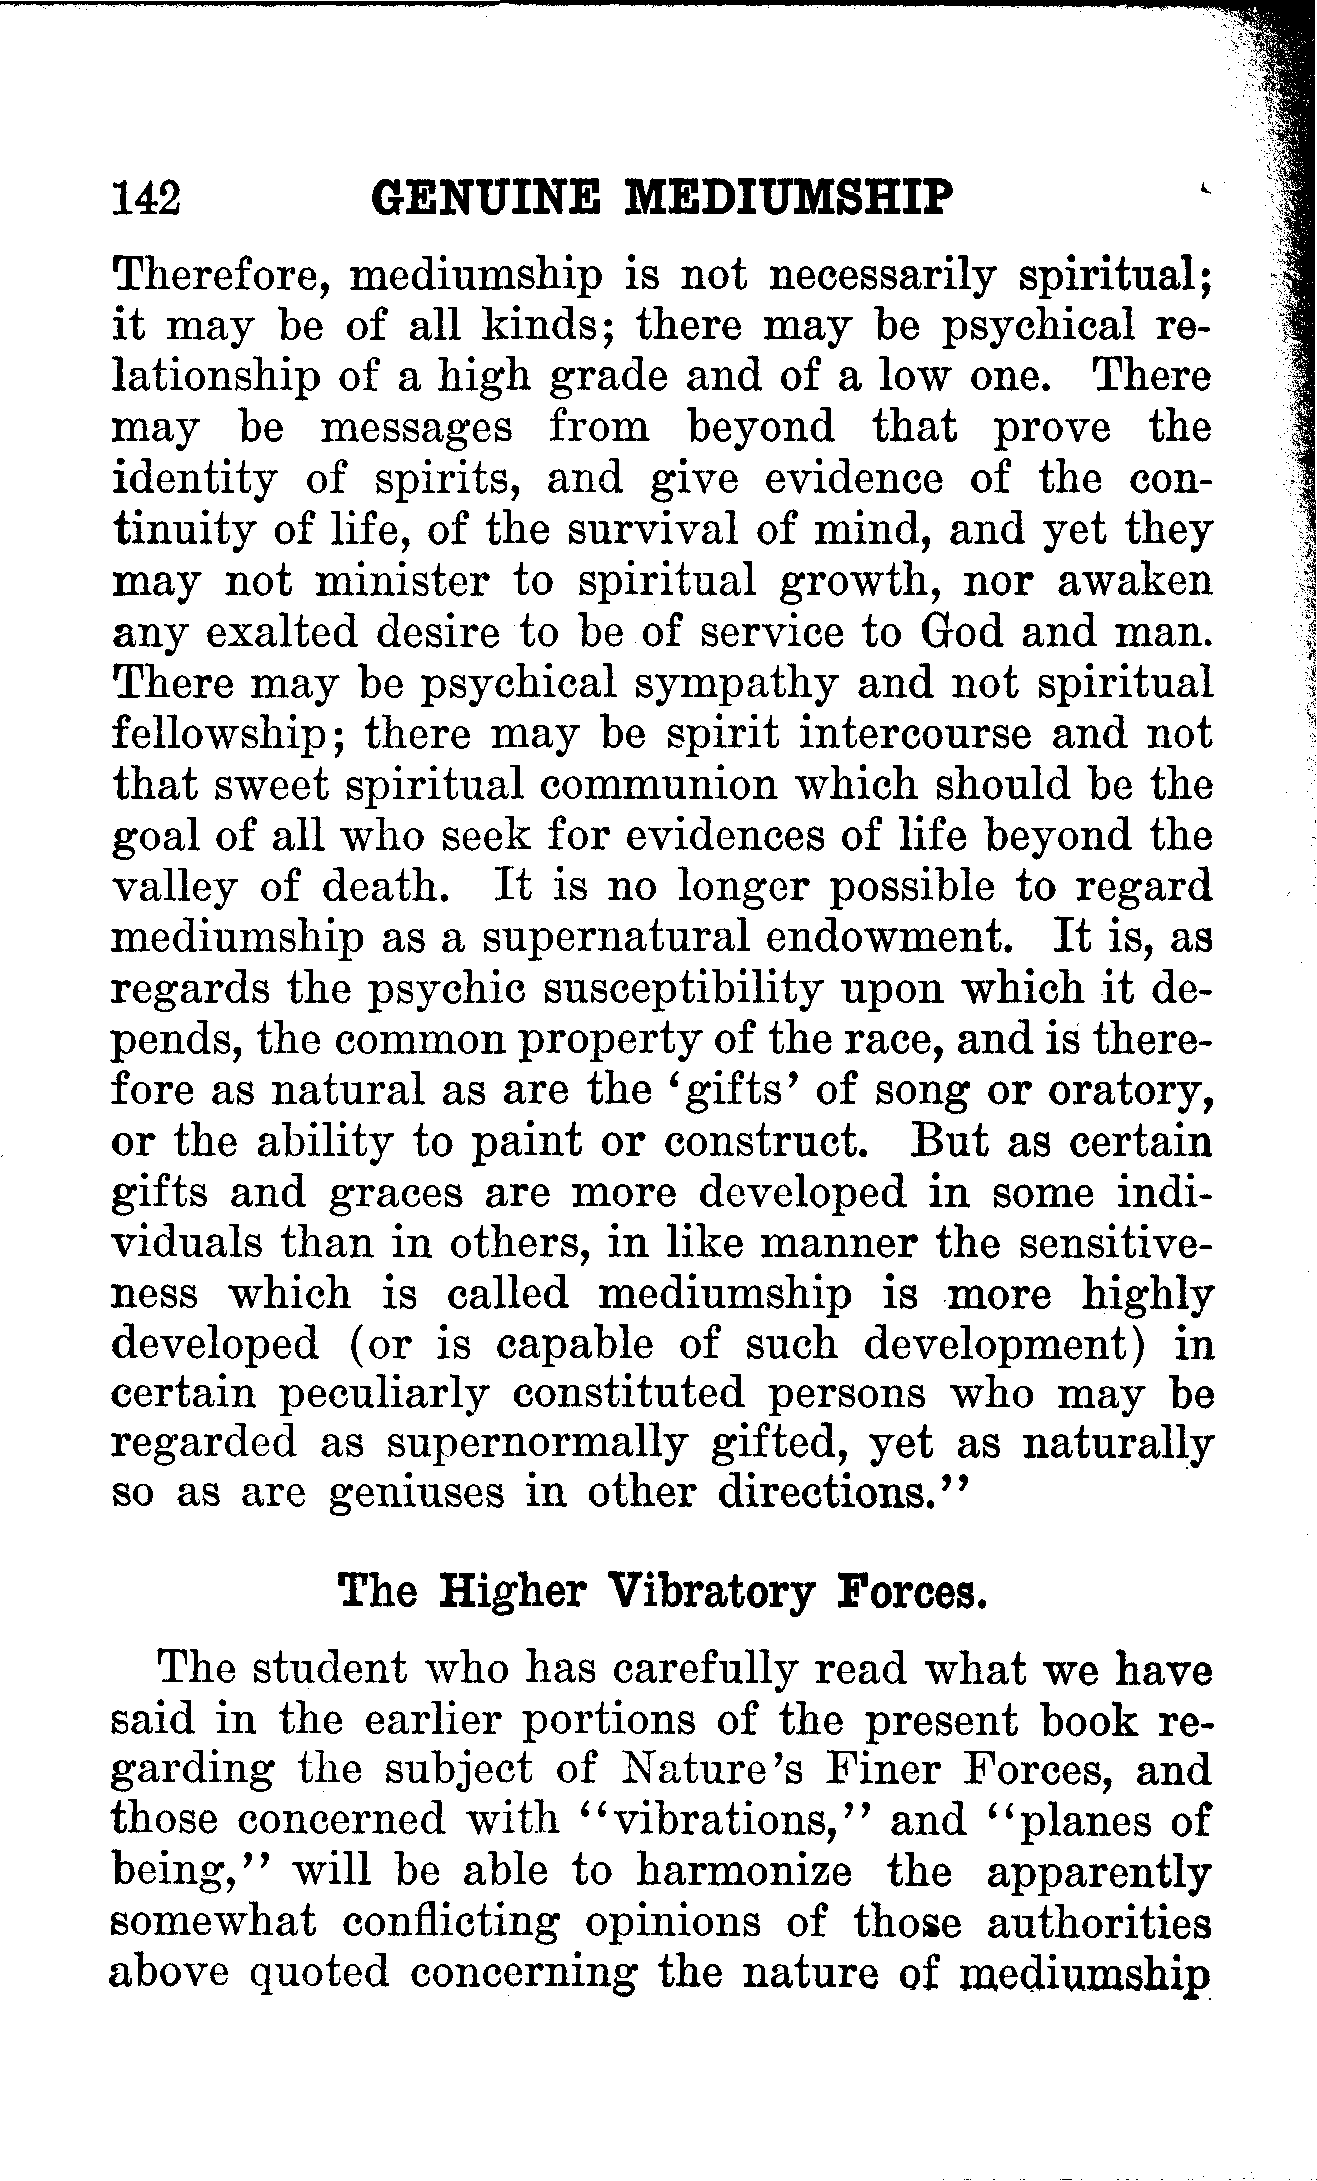 142 GENUINE MEDIUMSHIP
Therefore, mediumship is not necessarily spiritual;
it may be of all kinds; there may be psychical re-
lationship of a high grade and of a low one. There
may be messages from beyond that prove the
identity of spirits, and give evidence of the con-
tinuity of life, of the survival of mind, and yet they
may not minister to spiritual growth, nor awaken
any exalted desire to be of service to God and man.
There may be psychical sympathy and not spiritual
fellowship; there may be spirit intercourse and not
that sweet spiritual communion which should be the
goal of all who seek for evidences of life beyond the
valley of death. It is no longer possible to regard
mediumship as a supernatural endowment. It is, as
regards the psychic susceptibility upon which it de-
pends, the common property of the race, and is there-
fore as natural as are the ‘gifts’ of song or oratory,
or the ability to paint or construct. But as certain
gifts and graces are more developed in some indi-
viduals than in others, in like manner the sensitive-
ness which is called mediumship is more highly
developed (or is capable of such development) in
certain peculiarly constituted persons who may be
regarded as supernormally gifted, yet as naturally
so as are geniuses in other directions.’’
The Higher Vibratory Forces.
The student who has carefully read what we have
said in the earlier portions of the present book re-
garding the subject of Nature’s Finer Forces, and
those concerned with ‘‘vibrations,’’ and ‘‘planes of
being,’’ will be able to harmonize the apparently
somewhat conflicting opinions of those authorities
above quoted concerning the nature of mediumship